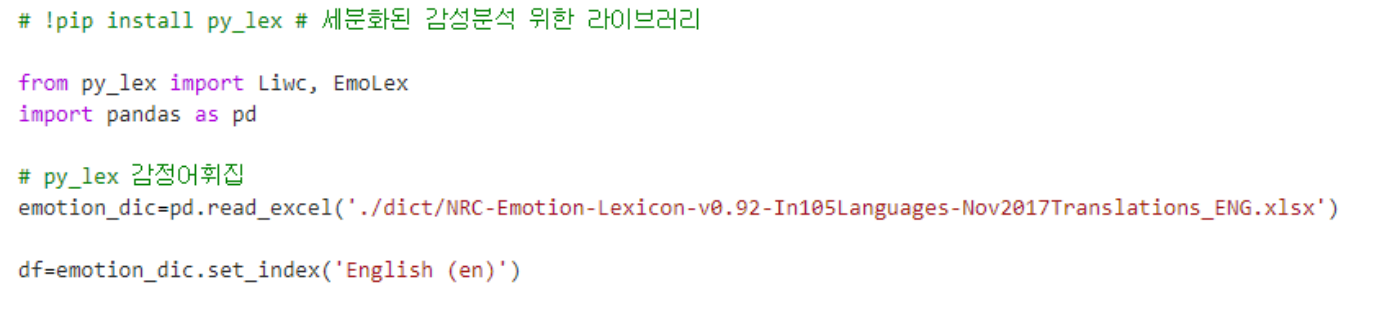 # !pip install py_lex # 세분화된 감성분석 위한 라이브러리
from py_lex import Liwc, EmoLex
import pandas as pd
# py_lex 감정어휘집
emotion_dic=pd.read_excel('./dict/NRC-Emotion-Lexicon-v0.92-In105Languages-Nov2017Translations_ENG.xlsx')
df=emotion_dic.set_index('English (en)')